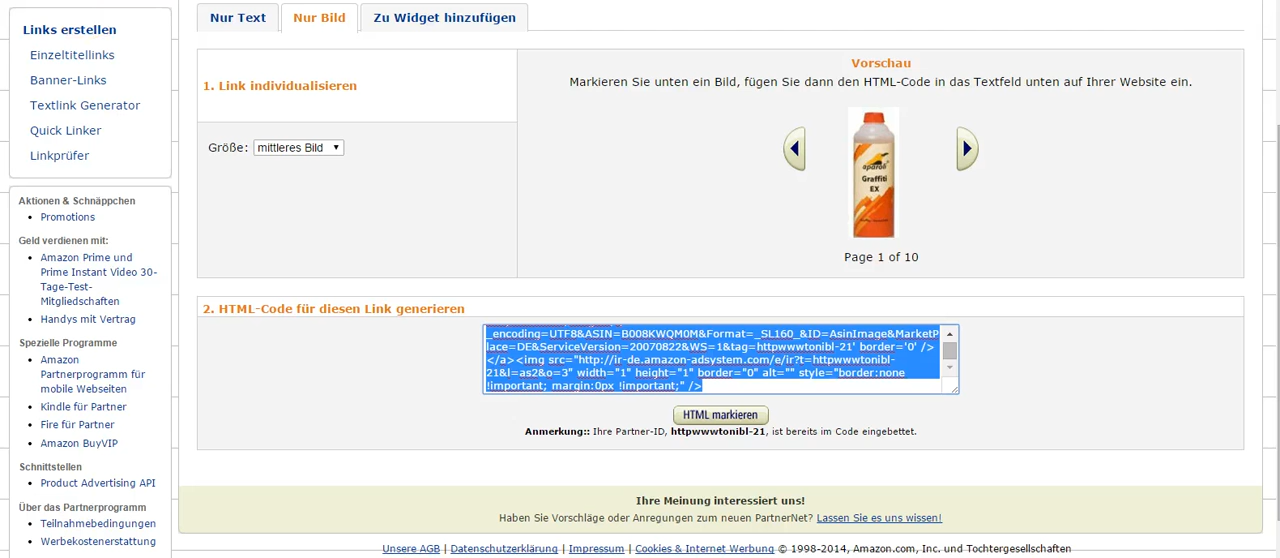 Links erstellen
Einzeltitellinks
Banner-Links
Textlink Generator
Quick Linker
Linkprüfer
Aktionen & Schnäppchen
Promotions
Geld verdienen mit:
Amazon Prime und
Prime Instant Video 30-
Tage-Test-
Mitgliedschaften
Handys mit Vertrag
Spezielle Programme
Amazon
Partnerprogramm für
mobile Webseiten
Kindle für Partner
Fire für Partner
Amazon BuyVIP
Schnittstellen
Product Advertising API
Über das Partnerprogramm
Teilnahmebedingungen
Werbekostenerstattung
Nur Text
Nur Bild
Zu Widget hinzufügen
1. Link individualisieren
Größe: mittleres Bild
Vorschau
Markieren Sie unten ein Bild, fügen Sie dann den HTML-Code in das Textfeld unten auf Ihrer Website ein.
aparoli
Graffiti
EX
Page 1 of 10
2. HTML-Code für diesen Link generieren
_encoding=UTF8&ASIN=B008KWQM0M&Format=_SL160_&ID=AsinImage&MarketP
lace=DE&ServiceVersion=20070822&WS=1&tag=httpwwwtonibl-21' border='0' />
</a><img src="http://ir-de.amazon-adsystem.com/e/ir?t=httpwwwtonibl-
21&l=as2&o=3" width="1" height="1" border="0" alt="" style="border:none
!important; margin:0px !important;" />
HTML markieren
Anmerkung:: Ihre Partner-ID, httpwwwtonibl-21, ist bereits im Code eingebettet.
Ihre Meinung interessiert uns!
Haben Sie Vorschläge oder Anregungen zum neuen PartnerNet? Lassen Sie es uns wissen!
Unsere AGB | Datenschutzerklärung | Impressum | Cookies & Internet Werbung © 1998-2014, Amazon.com, Inc. und Tochtergesellschaften